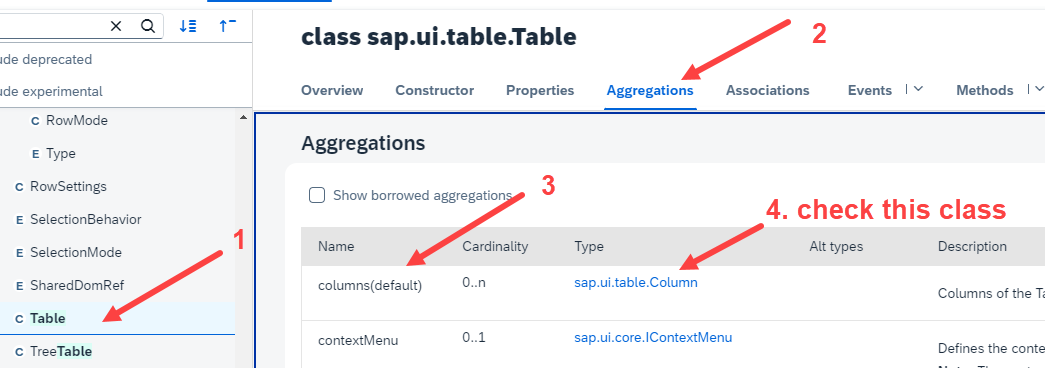 class sap.ui.table.Table
2
ude deprecated
ude experimental
Overview Constructor Properties Aggregations Associations Events Methods
C RowMode
E Type
C RowSettings
E SelectionBehavior
E SelectionMode
E SharedDomRef
C Table
C TreeTable
1
Aggregations
Show borrowed aggregations
3
4. check this class
Name Cardinality Type Alt types Description
columns(default) 0..n sap.ui.table.Column Columns of the Ta
contextMenu 0..1 sap.ui.core.IContextMenu Defines the conte